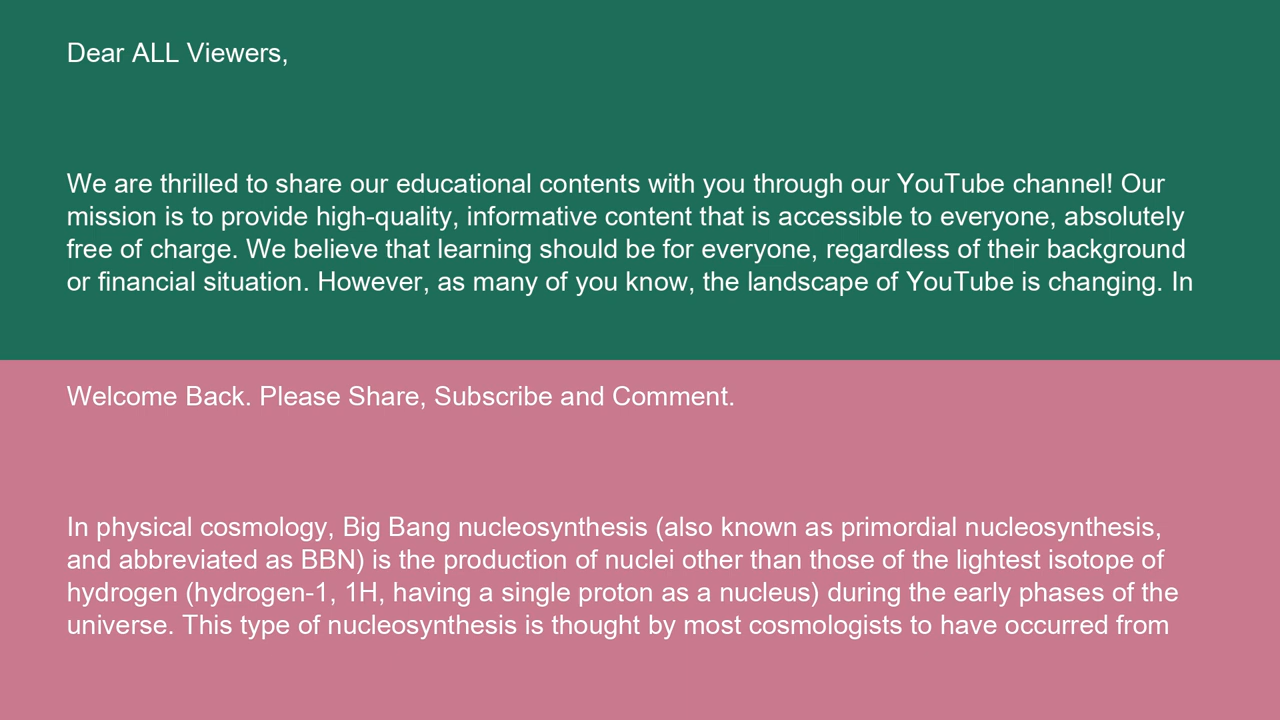 Dear ALL Viewers,
We are thrilled to share our educational contents with you through our YouTube channel! Our
mission is to provide high-quality, informative content that is accessible to everyone, absolutely
free of charge. We believe that learning should be for everyone, regardless of their background
or financial situation. However, as many of you know, the landscape of YouTube is changing. In
Welcome Back. Please Share, Subscribe and Comment.
In physical cosmology, Big Bang nucleosynthesis (also known as primordial nucleosynthesis,
and abbreviated as BBN) is the production of nuclei other than those of the lightest isotope of
hydrogen (hydrogen-1, 1H, having a single proton as a nucleus) during the early phases of the
universe. This type of nucleosynthesis is thought by most cosmologists to have occurred from